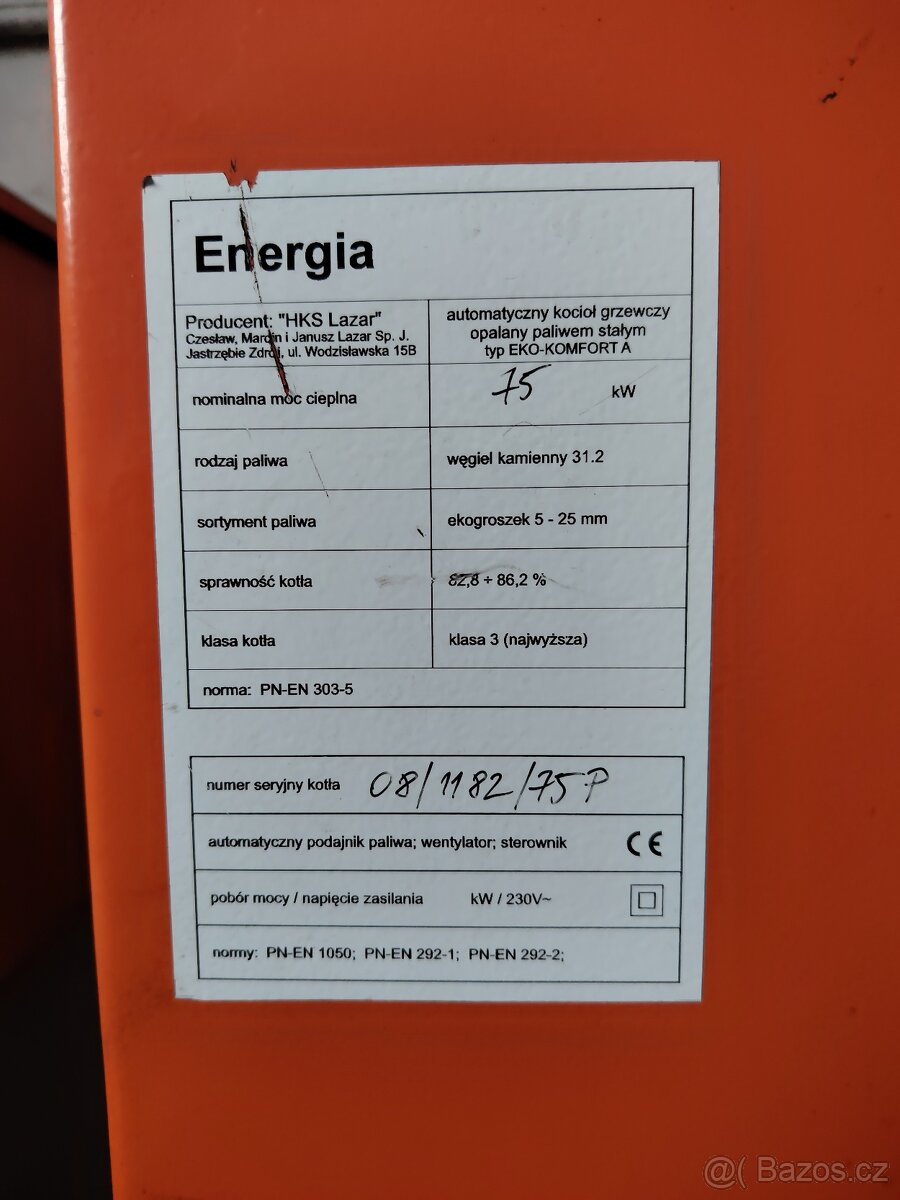 Energia
Producent: "HKS Lazar"
Czesław, Marcin i Janusz Lazar Sp. J.
Jastrzębie Zdrój, ul. Wodzisławska 15B
automatyczny kocioł grzewczy
opalany paliwem stałym
typ EKO-KOMFORT A
nominalna moc cieplna 75 kW
rodzaj paliwa węgiel kamienny 31.2
sortyment paliwa ekogroszek 5 - 25 mm
sprawność kotła 82,8 ÷ 86,2 %
klasa kotła klasa 3 (najwyższa)
norma: PN-EN 303-5
numer seryjny kotła 08/1182/75P
automatyczny podajnik paliwa; wentylator; sterownik CE
pobór mocy / napięcie zasilania kW / 230V~
normy: PN-EN 1050; PN-EN 292-1; PN-EN 292-2;
@( Bazos.cz